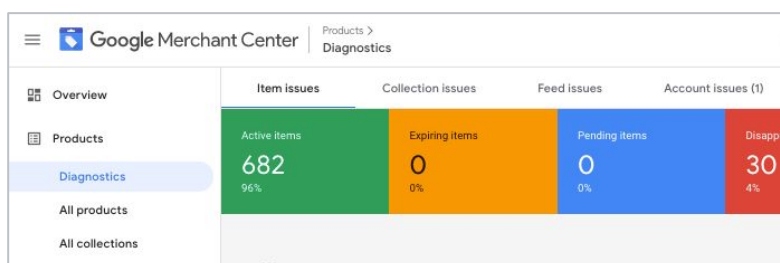 Google Merchant Center
Products >
Diagnostics
Overview
Products
Diagnostics
All products
All collections
Item issues
Collection issues
Feed issues
Account issues (1)
Active items
682
96%
Expiring items
0
0%
Pending items
0
0%
Disapp
30
4%